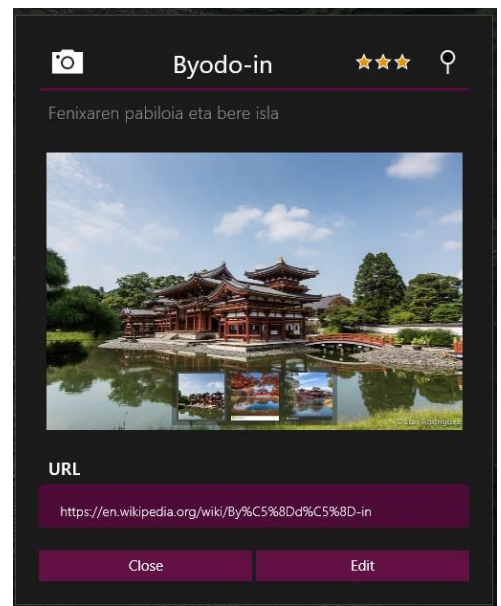 Byodo-in
Fenixaren pabiloia eta bere isla
© Luis Rodriguez
URL
https://en.wikipedia.org/wiki/By%C5%8Dd%C5%8D-in
Close Edit